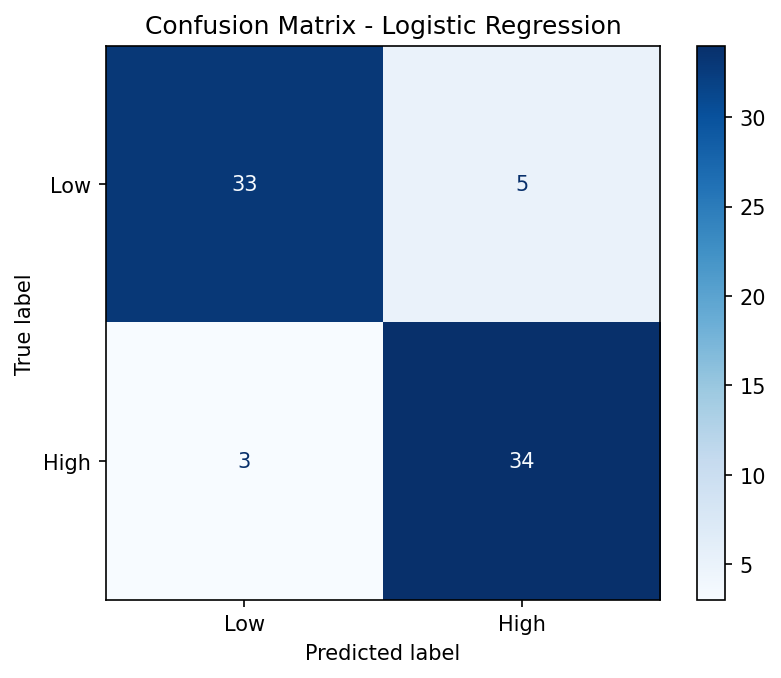 Confusion Matrix - Logistic Regression
True label
Low
High
33
5
3
34
Low
High
Predicted label
30
25
20
15
10
5